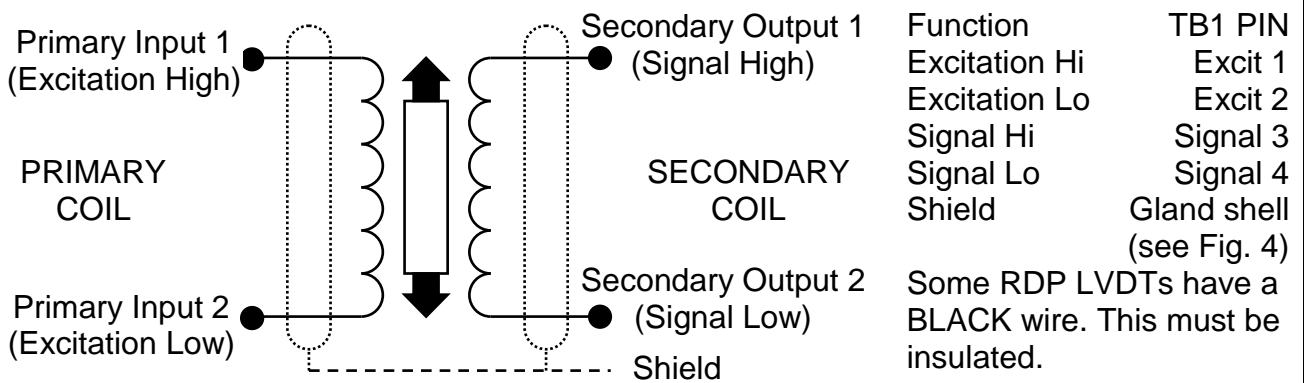 Primary Input 1
(Excitation High)
PRIMARY
COIL
Primary Input 2
(Excitation Low)
Secondary Output 1
(Signal High)
SECONDARY
COIL
Secondary Output 2
(Signal Low)
Shield
Function TB1 PIN
Excitation Hi Excit 1
Excitation Lo Excit 2
Signal Hi Signal 3
Signal Lo Signal 4
Shield Gland shell
(see Fig. 4)
Some RDP LVDTs have a
BLACK wire. This must be
insulated.